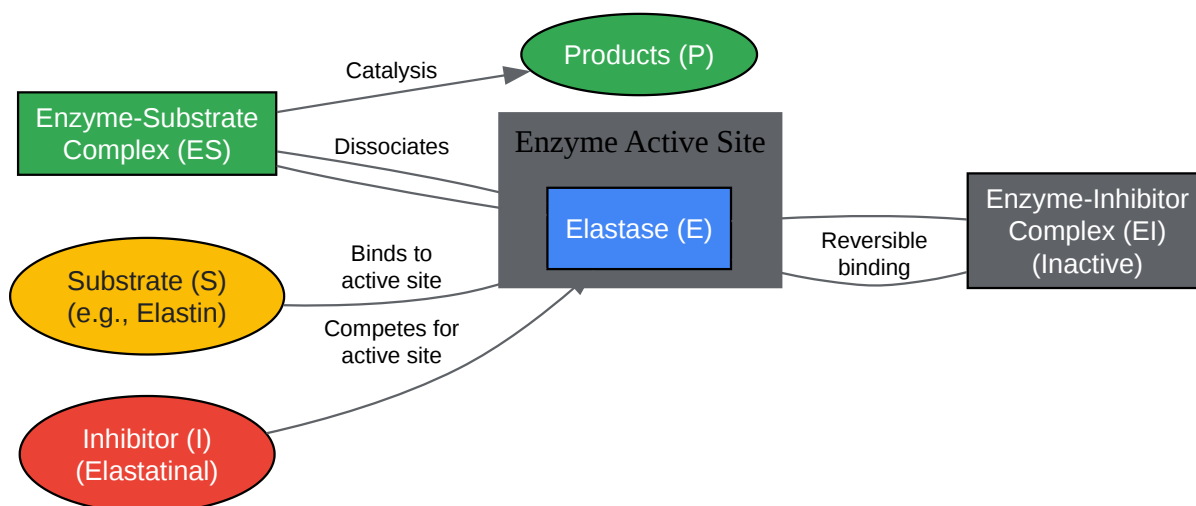 Products (P)
Catalysis
Enzyme-Substrate
Complex (ES)
Dissociates
Enzyme Active Site
Elastase (E)
Enzyme-Inhibitor
Complex (EI)
(Inactive)
Reversible
binding
Substrate (S)
(e.g., Elastin)
Binds to
active site
Competes for
active site
Inhibitor (I)
(Elastatinal)